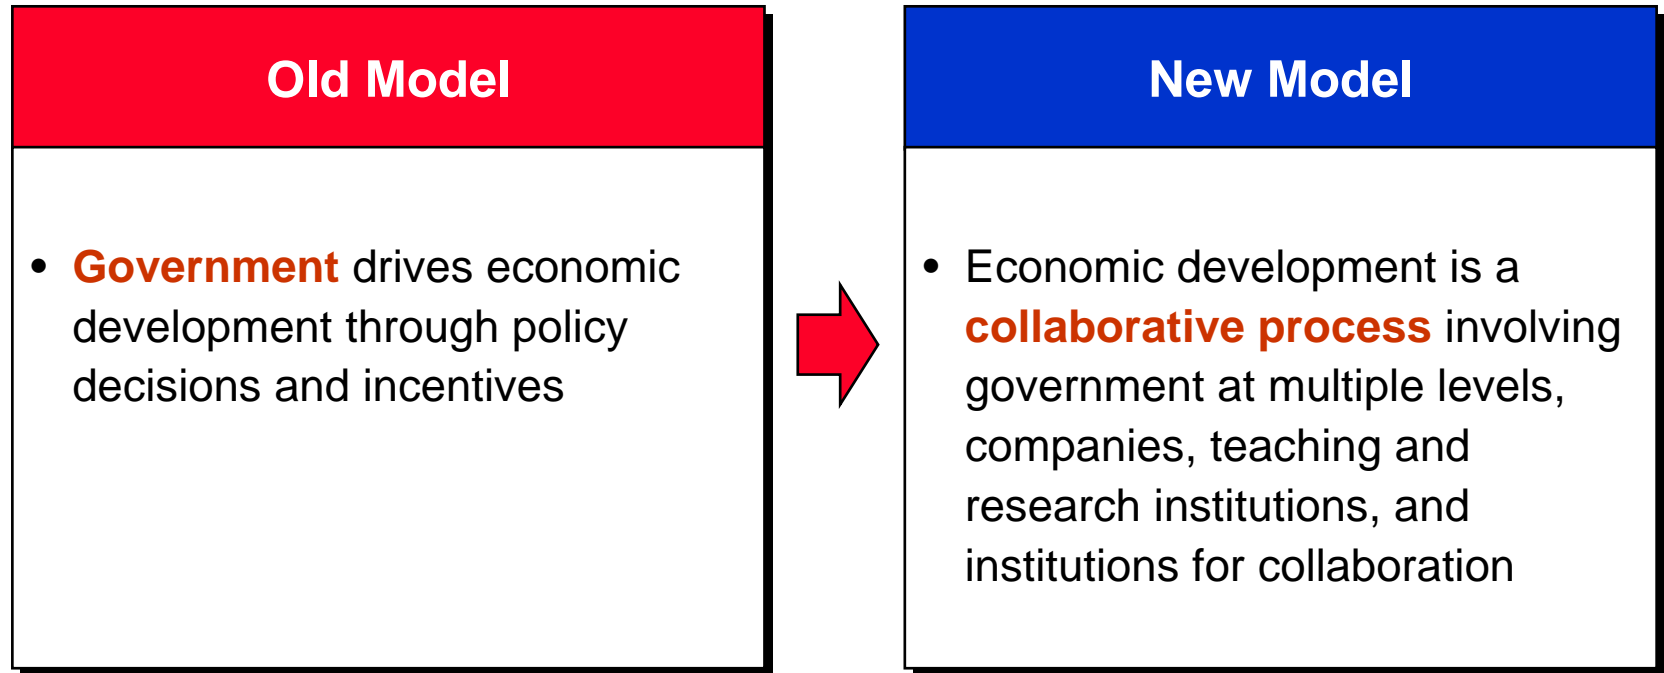 Old Model
• Government drives economic
development through policy
decisions and incentives
New Model
• Economic development is a
collaborative process involving
government at multiple levels,
companies, teaching and
research institutions, and
institutions for collaboration